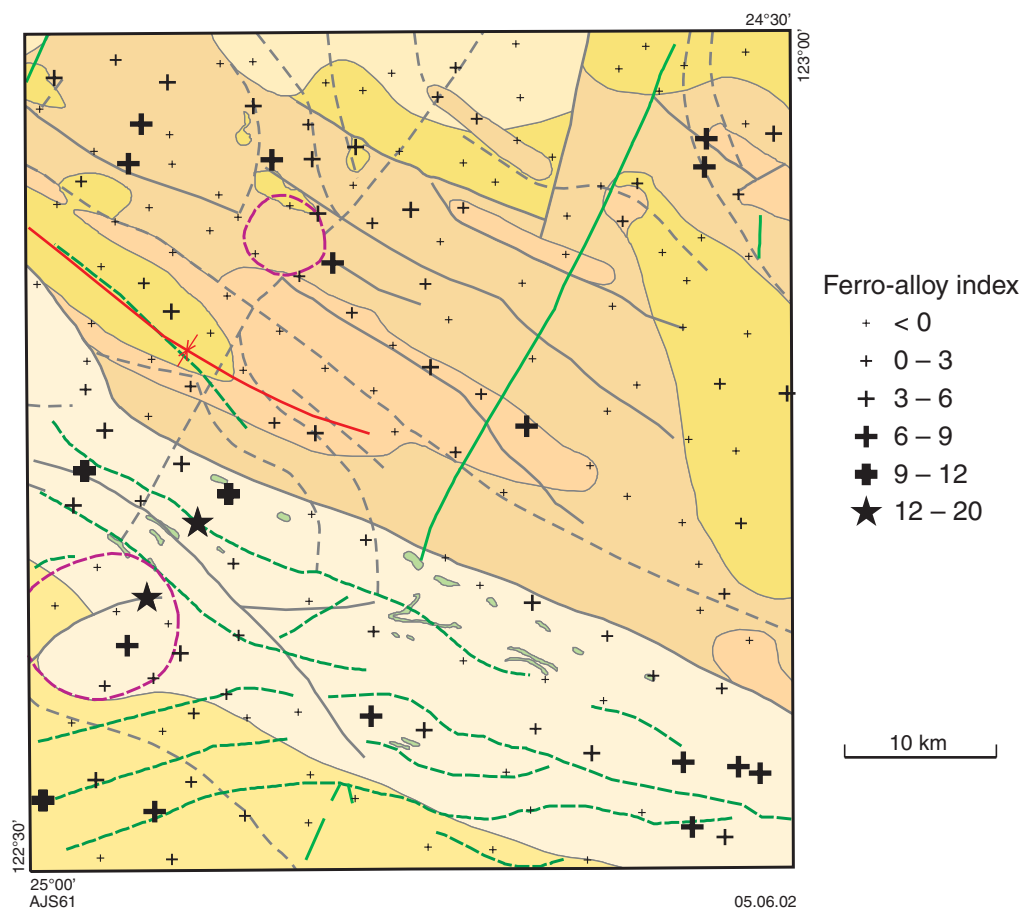 24°30'
123°00'
Ferro-alloy index
< 0
0 – 3
3 – 6
6 – 9
9 – 12
12 – 20
10 km
122°30'
25°00'
AJS61
05.06.02